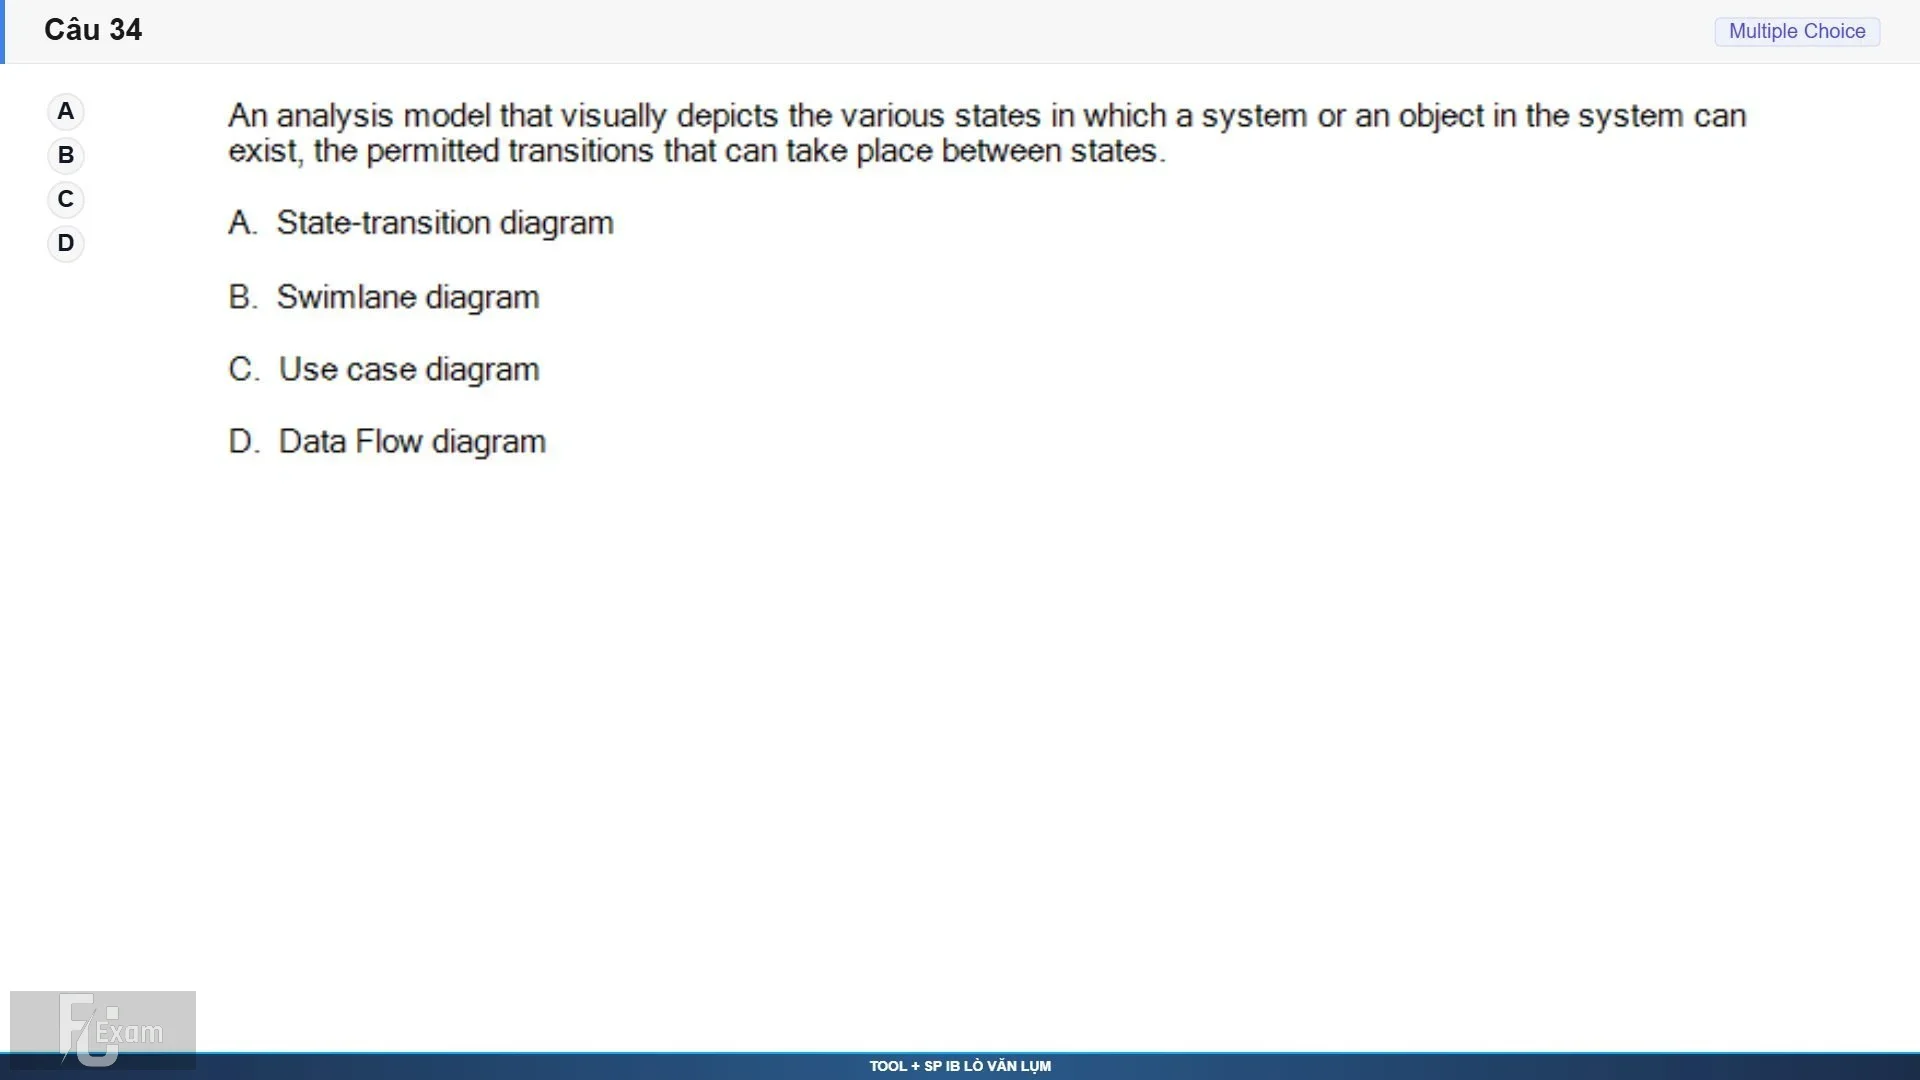 Câu 34
Multiple Choice
A
B
C
D
An analysis model that visually depicts the various states in which a system or an object in the system can
exist, the permitted transitions that can take place between states.
A. State-transition diagram
B. Swimlane diagram
C. Use case diagram
D. Data Flow diagram
FU Exam
TOOL + SP IB LÒ VĂN LỤM